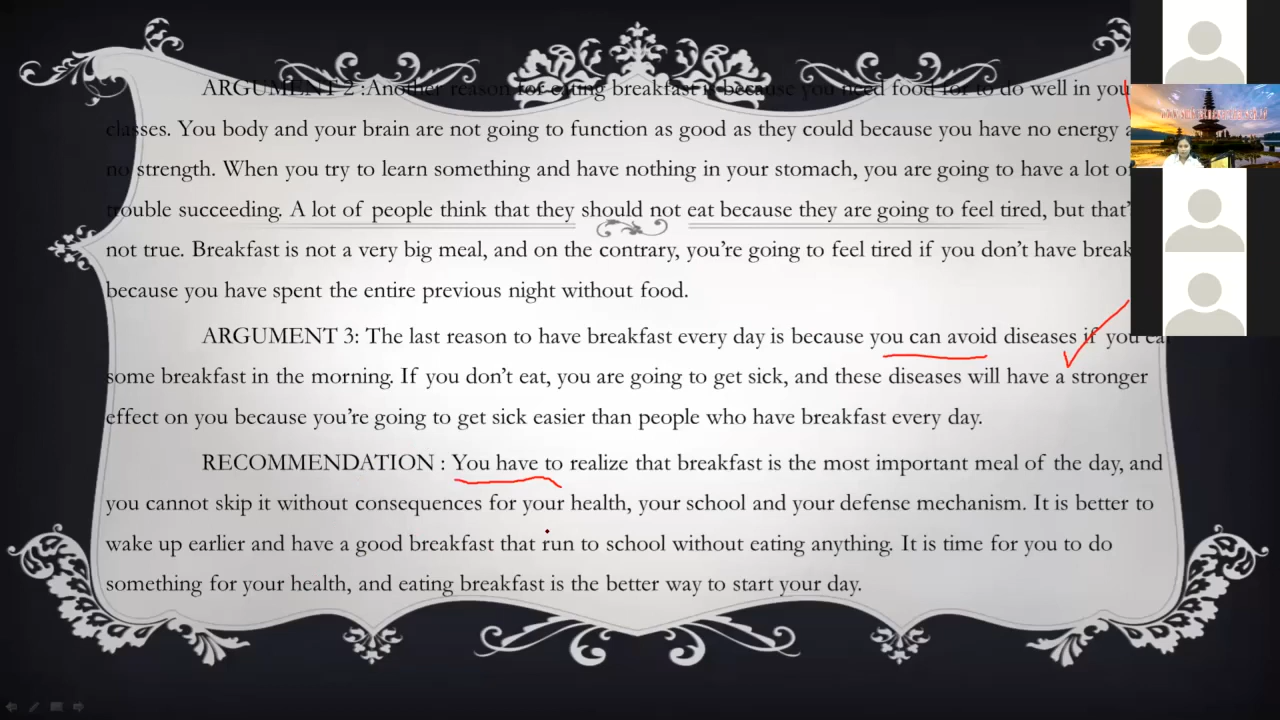 ARGUMENT 2 :Another reason for eating breakfast is because you need food for to do well in you
classes. You body and your brain are not going to function as good as they could because you have no energy a
no strength. When you try to learn something and have nothing in your stomach, you are going to have a lot of
trouble succeeding. A lot of people think that they should not eat because they are going to feel tired, but that’
not true. Breakfast is not a very big meal, and on the contrary, you’re going to feel tired if you don’t have break
because you have spent the entire previous night without food.
ARGUMENT 3: The last reason to have breakfast every day is because you can avoid diseases if you eat
some breakfast in the morning. If you don’t eat, you are going to get sick, and these diseases will have a stronger
effect on you because you’re going to get sick easier than people who have breakfast every day.
RECOMMENDATION : You have to realize that breakfast is the most important meal of the day, and
you cannot skip it without consequences for your health, your school and your defense mechanism. It is better to
wake up earlier and have a good breakfast that run to school without eating anything. It is time for you to do
something for your health, and eating breakfast is the better way to start your day.